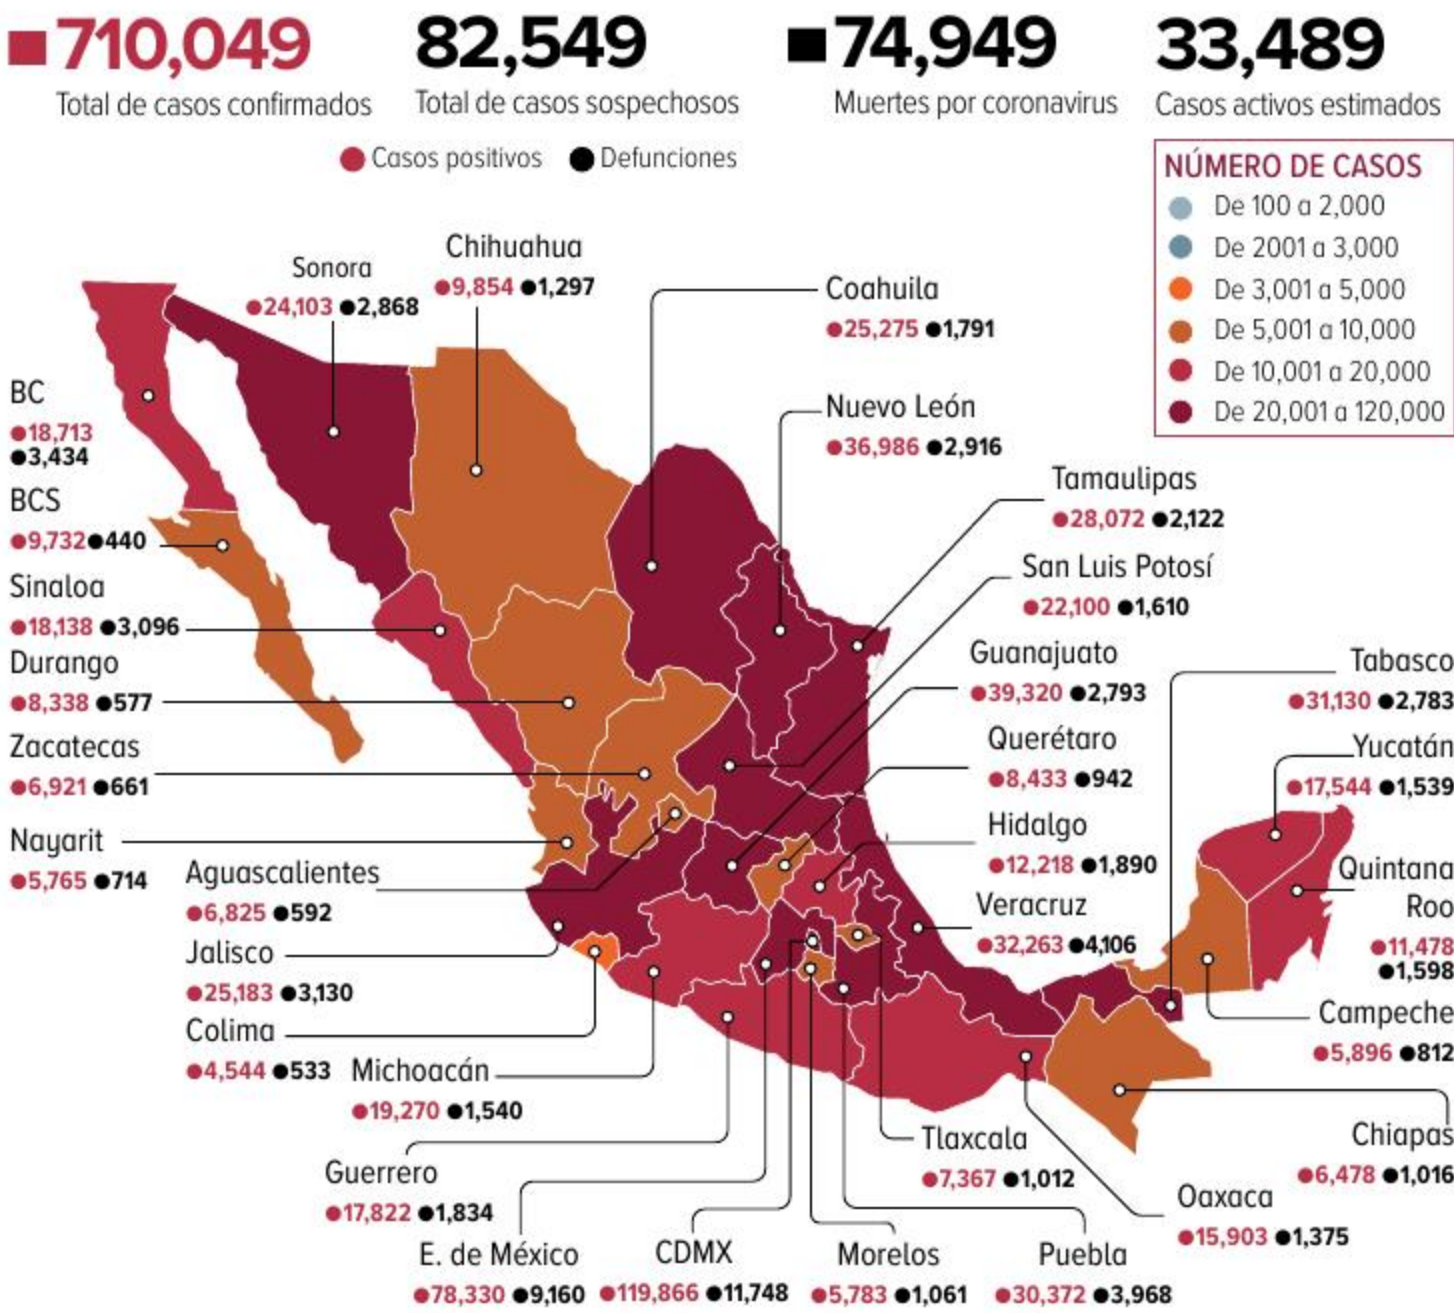 710,049
Total de casos confirmados
82,549
Total de casos sospechosos
74,949
Muertes por coronavirus
33,489
Casos activos estimados
Casos positivos Defunciones
NÚMERO DE CASOS
De 100 a 2,000
De 2001 a 3,000
De 3,001 a 5,000
De 5,001 a 10,000
De 10,001 a 20,000
De 20,001 a 120,000
Sonora
24,103 2,868
Chihuahua
9,854 1,297
Coahuila
25,275 1,791
Nuevo León
36,986 2,916
Tamaulipas
28,072 2,122
San Luis Potosí
22,100 1,610
Guanajuato
39,320 2,793
Querétaro
8,433 942
Hidalgo
12,218 1,890
Veracruz
32,263 4,106
Tabasco
31,130 2,783
Yucatán
17,544 1,539
Quintana
Roo
11,478
1,598
Campeche
5,896 812
Chiapas
6,478 1,016
BC
18,713
3,434
BCS
9,732 440
Sinaloa
18,138 3,096
Durango
8,338 577
Zacatecas
6,921 661
Nayarit
5,765 714
Aguascalientes
6,825 592
Jalisco
25,183 3,130
Colima
4,544 533
Michoacán
19,270 1,540
Guerrero
17,822 1,834
E. de México
78,330 9,160
CDMX
119,866 11,748
Morelos
5,783 1,061
Puebla
30,372 3,968
Tlaxcala
7,367 1,012
Oaxaca
15,903 1,375